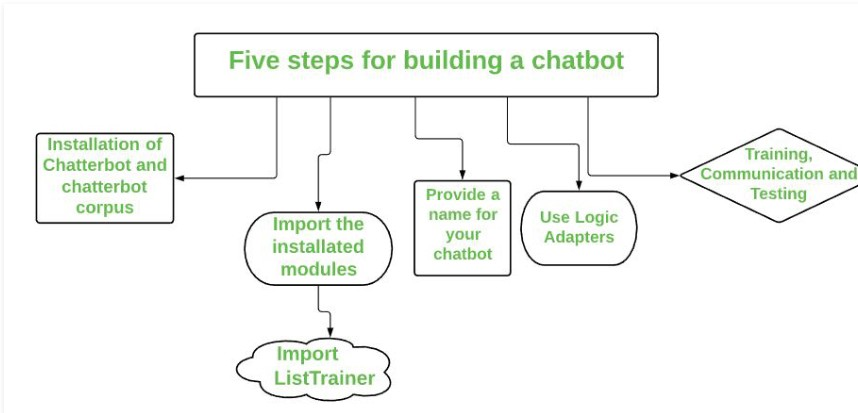 Five steps for building a chatbot
Installation of
Chatterbot and
chatterbot
corpus
Import the
installated
modules
Import
ListTrainer
Provide a
name for
your
chatbot
Use Logic
Adapters
Training,
Communication and
Testing